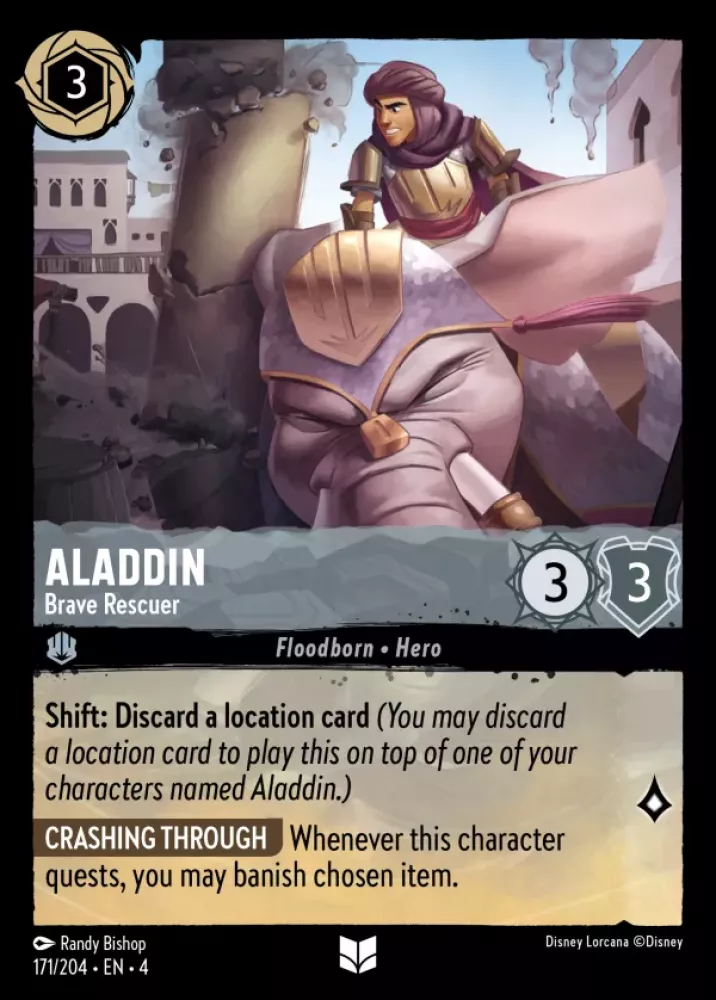 3
ALADDIN
Brave Rescuer
3
3
Floodborn • Hero
Shift: Discard a location card (You may discard
a location card to play this on top of one of your
characters named Aladdin.)
CRASHING THROUGH Whenever this character
quests, you may banish chosen item.
Randy Bishop
171/204 • EN • 4
Disney Lorcana ©Disney